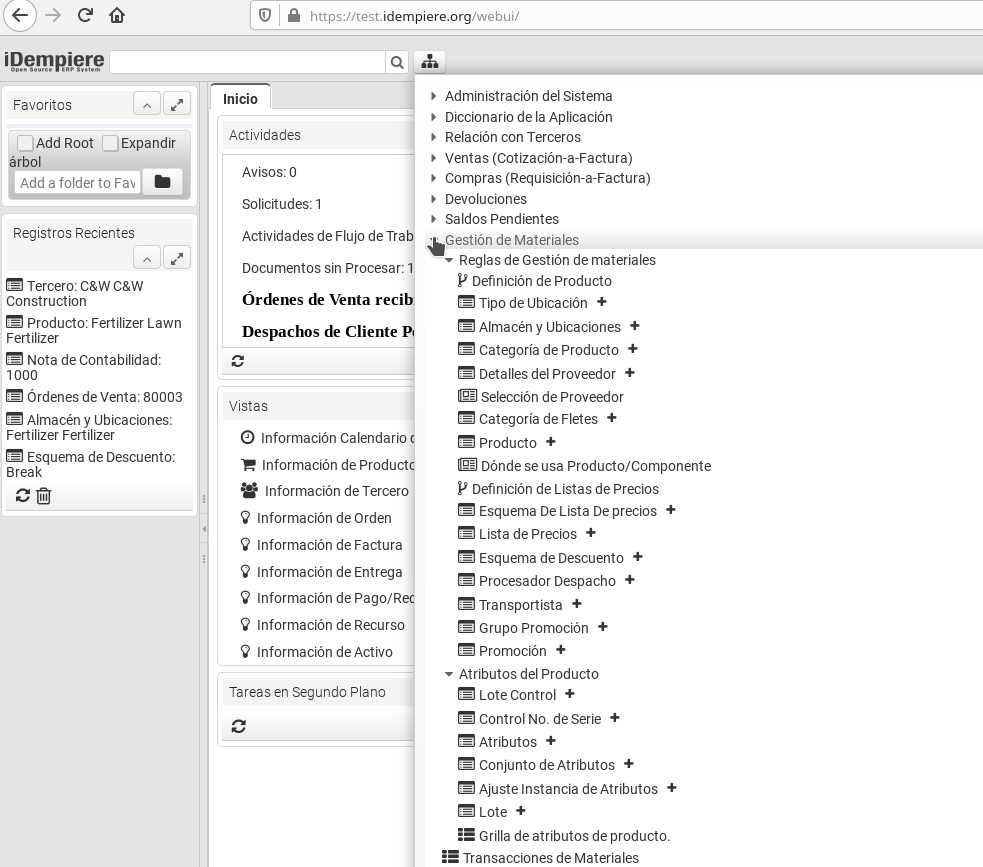 https://test.idempiere.org/webui/
iDempiere
Open Source ERP System
Favoritos
Add Root Expandir
árbol
Add a folder to Fav
Registros Recientes
Tercero: C&W C&W
Construction
Producto: Fertilizer Lawn
Fertilizer
Nota de Contabilidad:
1000
Órdenes de Venta: 80003
Almacén y Ubicaciones:
Fertilizer Fertilizer
Esquema de Descuento:
Break
Inicio
Actividades
Avisos: 0
Solicitudes: 1
Actividades de Flujo de Trab
Documentos sin Procesar: 1
Órdenes de Venta recib
Despachos de Cliente P
Vistas
Información Calendario
Información de Producto
Información de Tercero
Información de Orden
Información de Factura
Información de Entrega
Información de Pago/Rec
Información de Recurso
Información de Activo
Tareas en Segundo Plano
Administración del Sistema
Diccionario de la Aplicación
Relación con Terceros
Ventas (Cotización-a-Factura)
Compras (Requisición-a-Factura)
Devoluciones
Saldos Pendientes
Gestión de Materiales
Reglas de Gestión de materiales
Definición de Producto
Tipo de Ubicación
Almacén y Ubicaciones
Categoría de Producto
Detalles del Proveedor
Selección de Proveedor
Categoría de Fletes
Producto
Dónde se usa Producto/Componente
Definición de Listas de Precios
Esquema De Lista De precios
Lista de Precios
Esquema de Descuento
Procesador Despacho
Transportista
Grupo Promoción
Promoción
Atributos del Producto
Lote Control
Control No. de Serie
Atributos
Conjunto de Atributos
Ajuste Instancia de Atributos
Lote
Grilla de atributos de producto.
Transacciones de Materiales